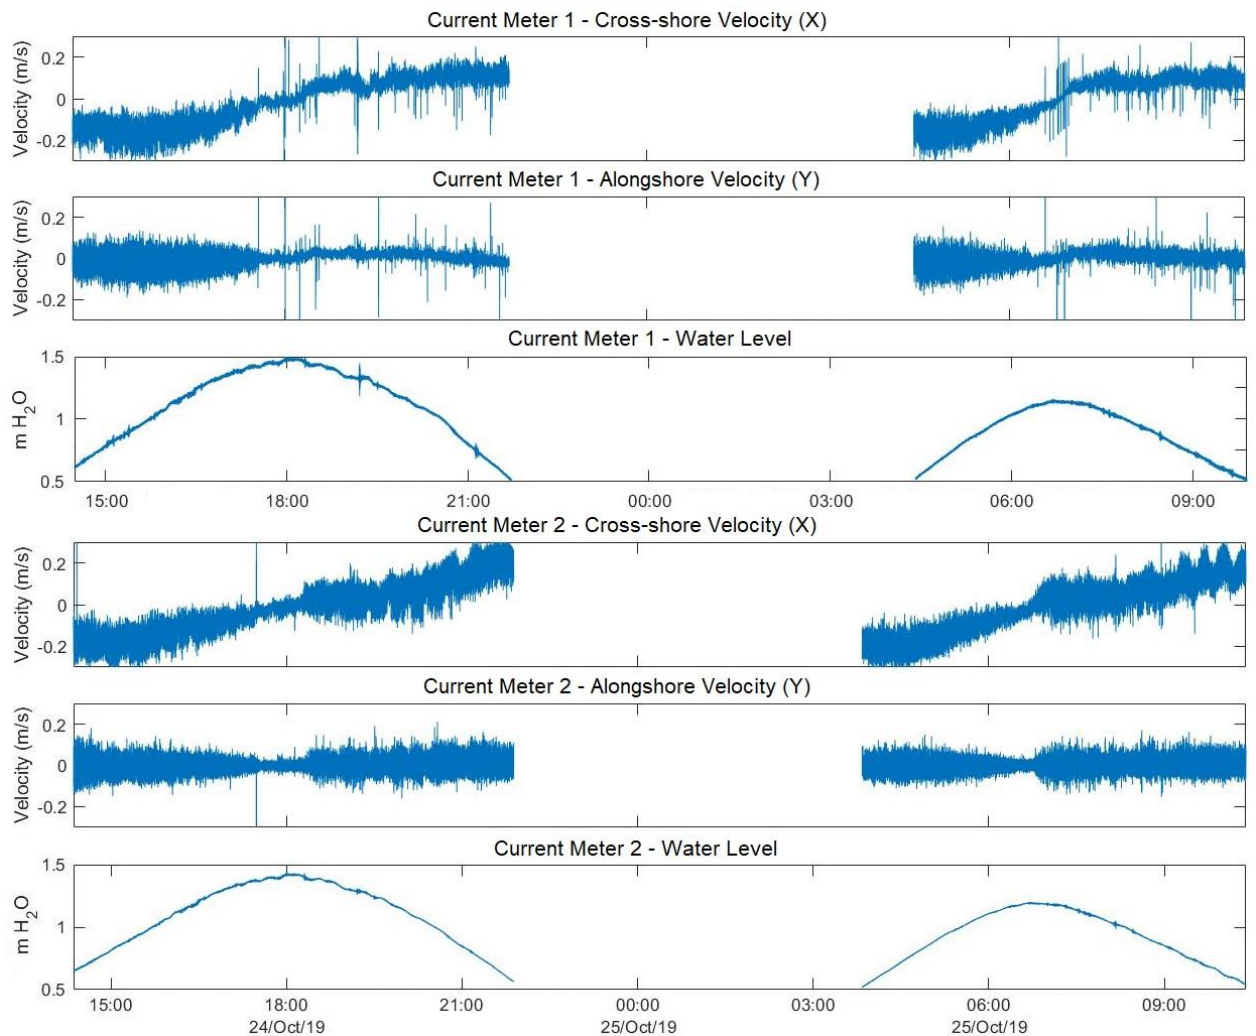 Current Meter 1 - Cross-shore Velocity (X)
Velocity (m/s)
0.2
0
-0.2
Current Meter 1 - Alongshore Velocity (Y)
Velocity (m/s)
0.2
0
-0.2
Current Meter 1 - Water Level
m H2O
1.5
1
0.5
15:00 18:00 21:00 00:00 03:00 06:00 09:00
Current Meter 2 - Cross-shore Velocity (X)
Velocity (m/s)
0.2
0
-0.2
Current Meter 2 - Alongshore Velocity (Y)
Velocity (m/s)
0.2
0
-0.2
Current Meter 2 - Water Level
m H2O
1.5
1
0.5
15:00 18:00 21:00 00:00 03:00 06:00 09:00
24/Oct/19 25/Oct/19 25/Oct/19